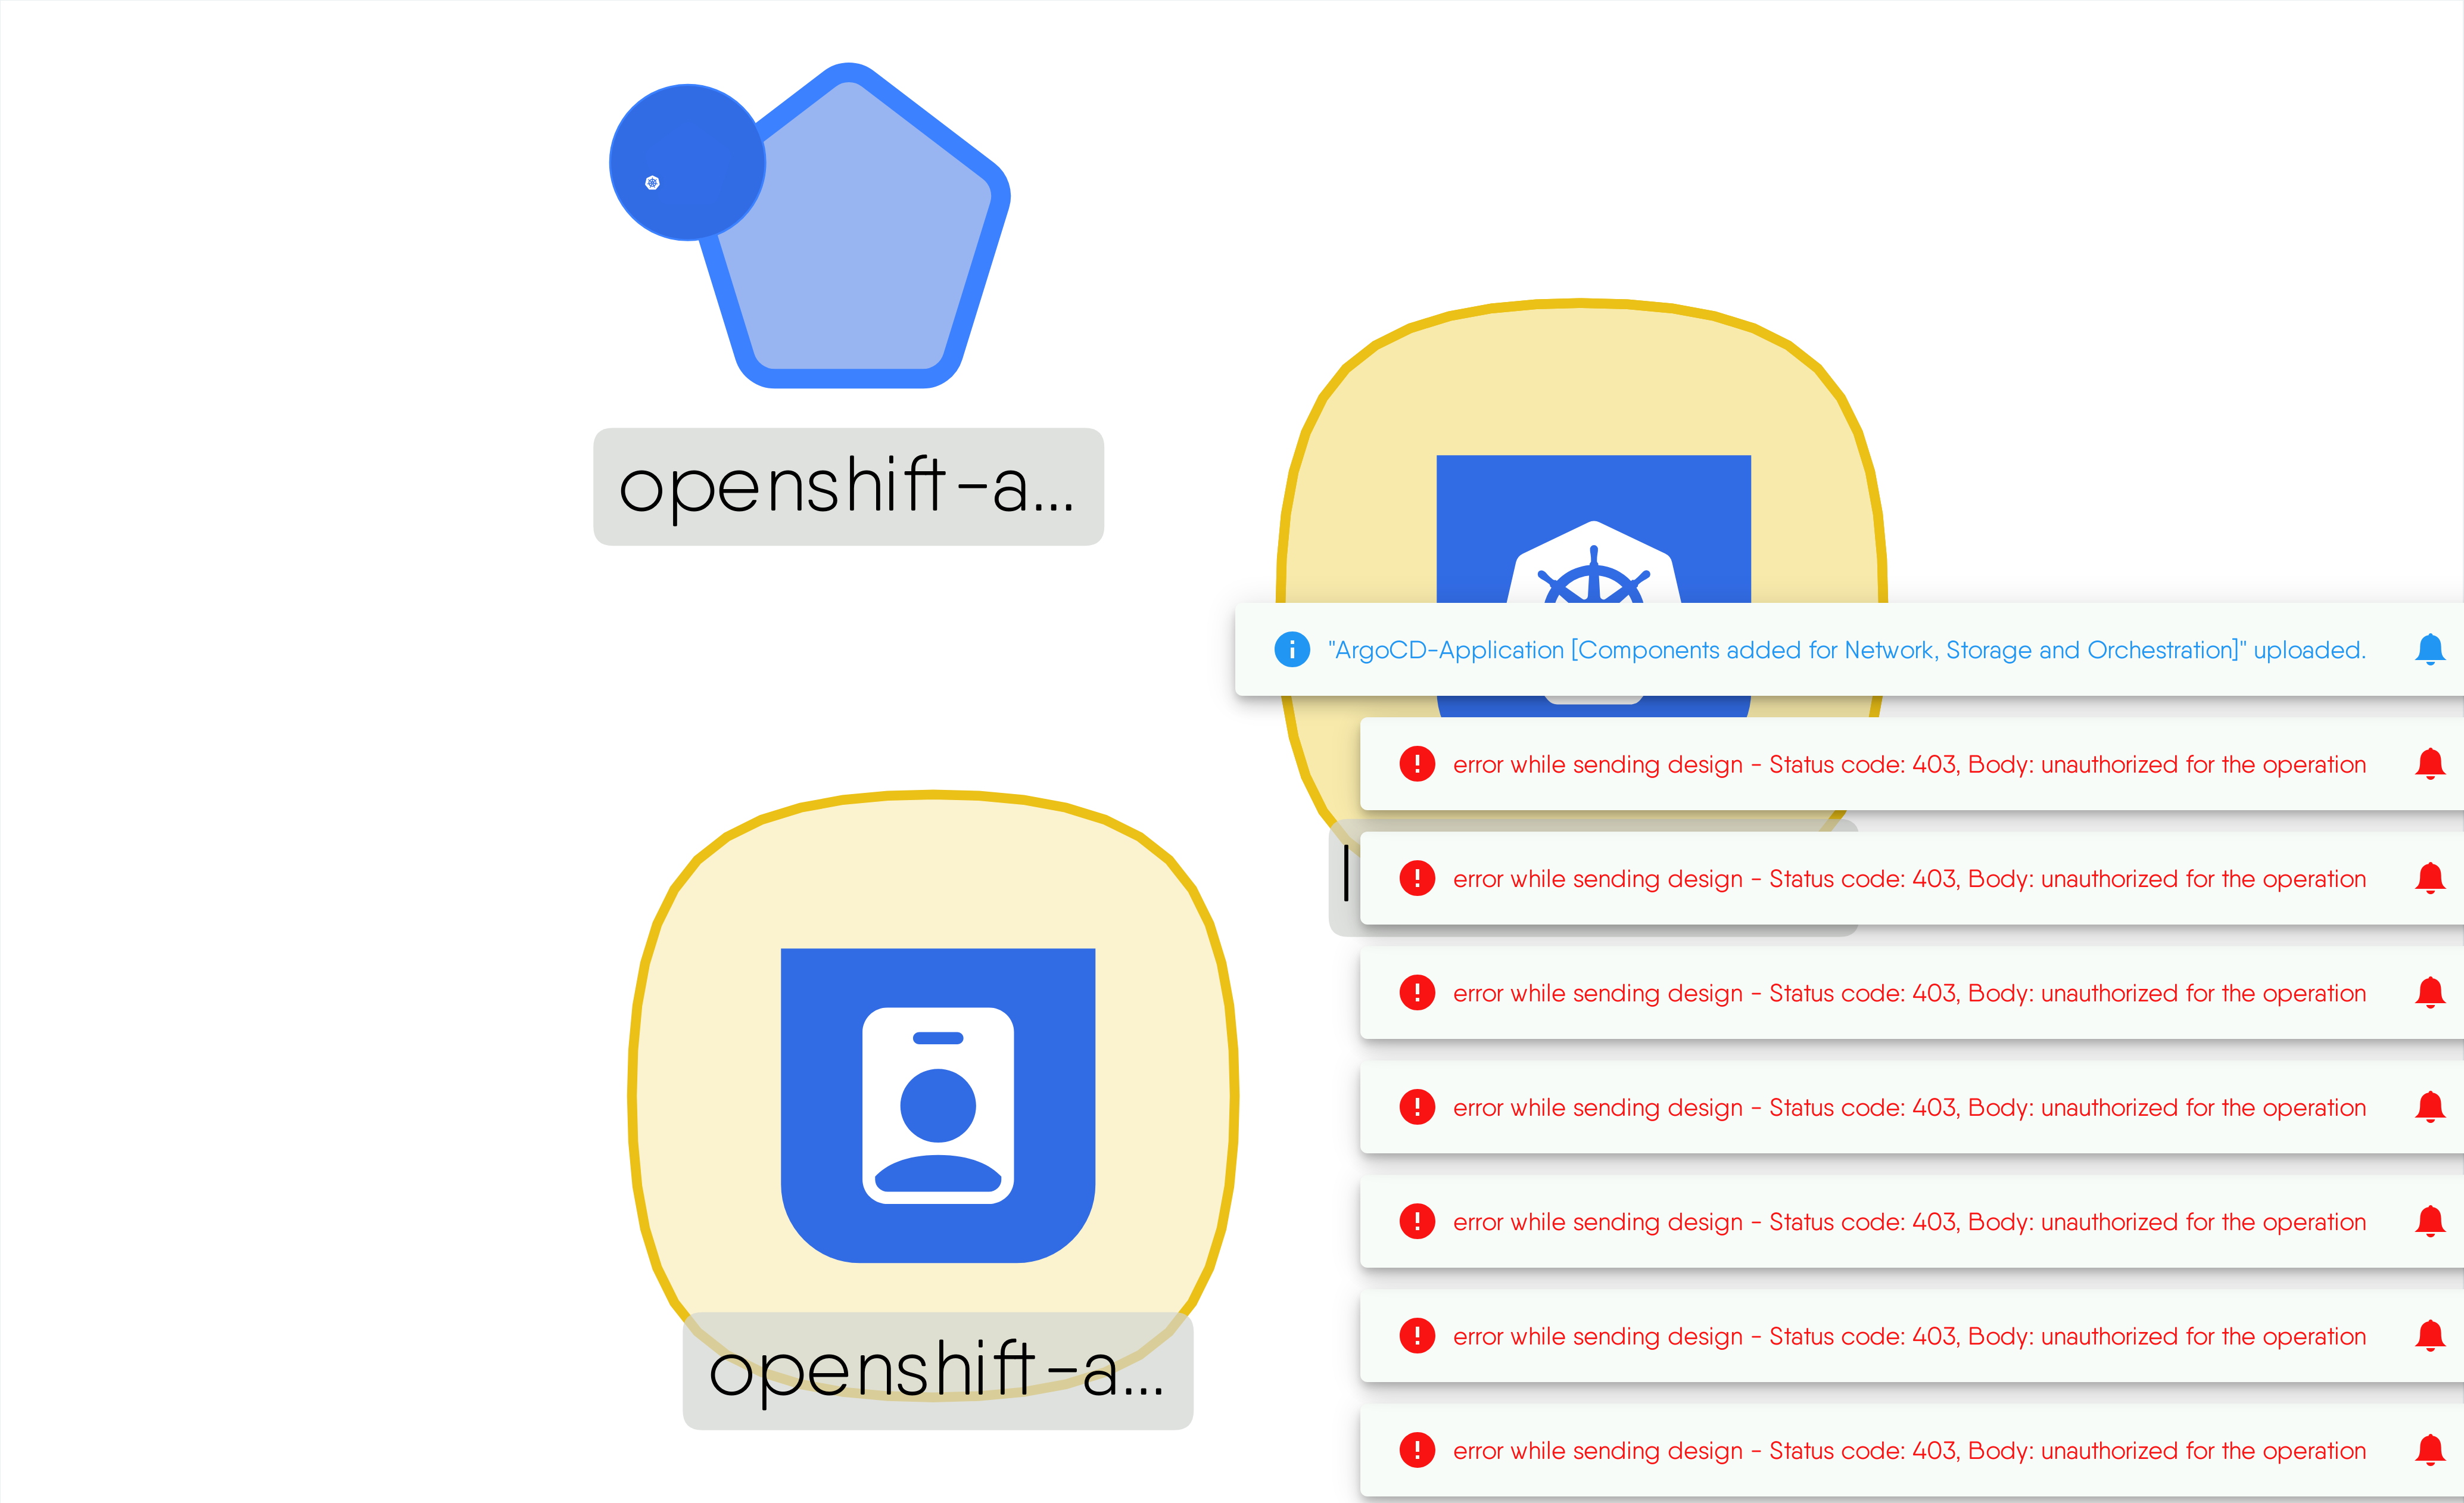 openshift-a...
"ArgoCD-Application [Components added for Network, Storage and Orchestration]" uploaded.
error while sending design - Status code: 403, Body: unauthorized for the operation
error while sending design - Status code: 403, Body: unauthorized for the operation
error while sending design - Status code: 403, Body: unauthorized for the operation
error while sending design - Status code: 403, Body: unauthorized for the operation
error while sending design - Status code: 403, Body: unauthorized for the operation
error while sending design - Status code: 403, Body: unauthorized for the operation
error while sending design - Status code: 403, Body: unauthorized for the operation
openshift-a...